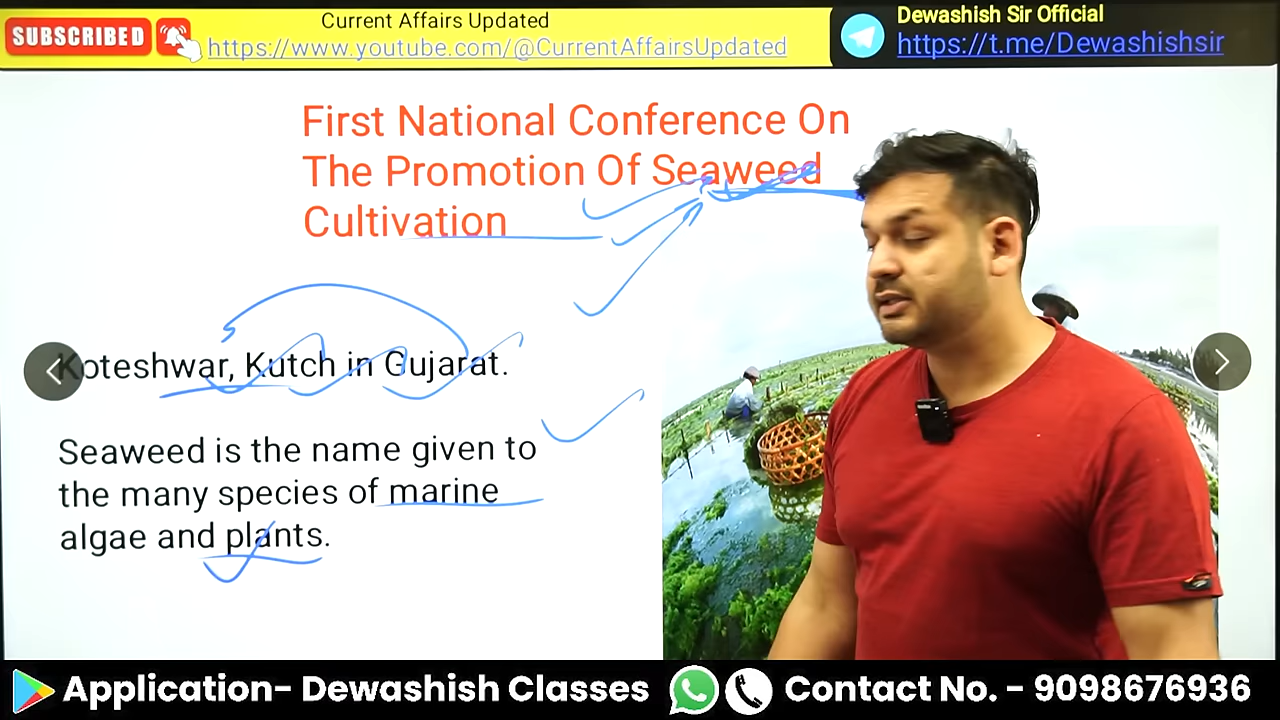 SUBSCRIBED
Current Affairs Updated
https://www.youtube.com/@CurrentAffairsUpdated
Dewashish Sir Official
https://t.me/Dewashishsir
First National Conference On
The Promotion Of Seaweed
Cultivation
Koteshwar, Kutch in Gujarat.
Seaweed is the name given to
the many species of marine
algae and plants.
Application- Dewashish Classes
Contact No. - 9098676936